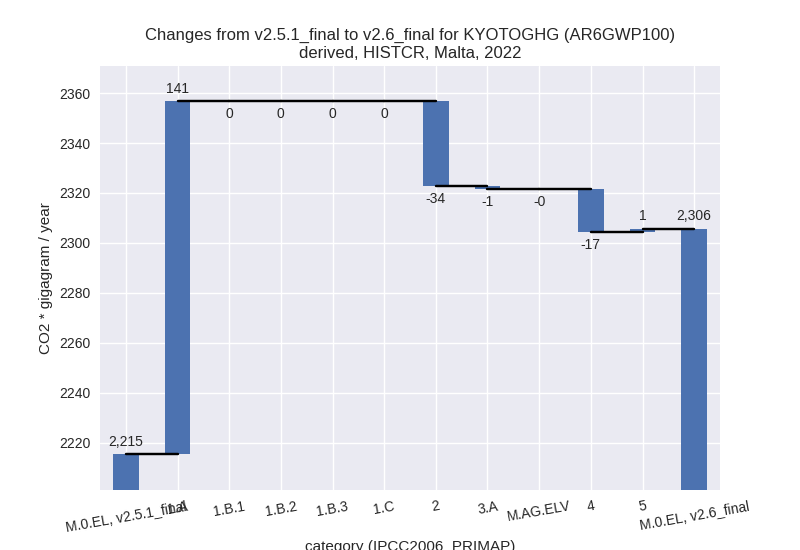 Changes from v2.5.1_final to v2.6_final for KYOTOGHG (AR6GWP100)
derived, HISTCR, Malta, 2022
CO2 * gigagram / year
2360
2340
2320
2300
2280
2260
2240
2220
2,215
141
0
0
0
0
-34
-1
-0
-17
1
2,306
M.0.EL, v2.5.1_final
1.A
1.B.1
1.B.2
1.B.3
1.C
2
3.A
M.AG.ELV
4
5
M.0.EL, v2.6_final
category (IPCC2006_PRIMAP)